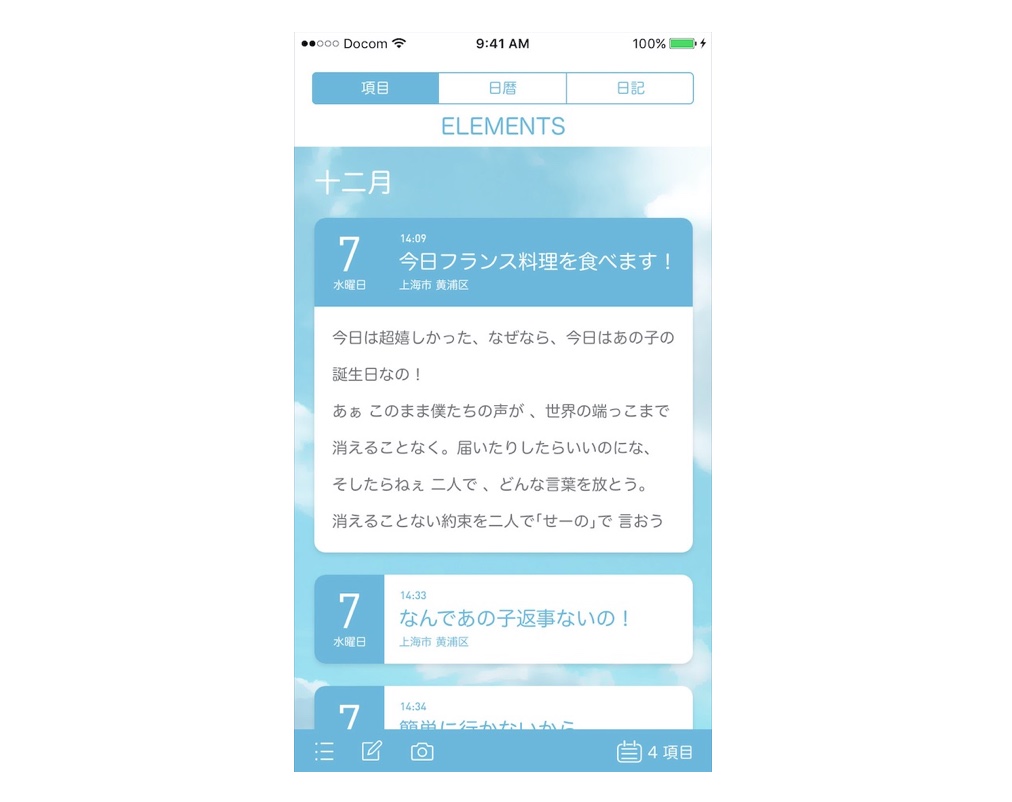 Docom 9:41 AM 100%
項目 日暦 日記
ELEMENTS
十二月
14:09
7 今日フランス料理を食べます！
水曜日 上海市 黄浦区
今日は超嬉しかった、なぜなら、今日はあの子の
誕生日なの！
あぁ このまま僕たちの声が 、世界の端っこまで
消えることなく。届いたりしたらいいのにな、
そしたらねぇ 二人で 、どんな言葉を放とう。
消えることない約束を二人で「せーの」で 言おう
14:33
7 なんであの子返事ないの！
水曜日 上海市 黄浦区
14:34
7 簡単に行かないから
4 項目